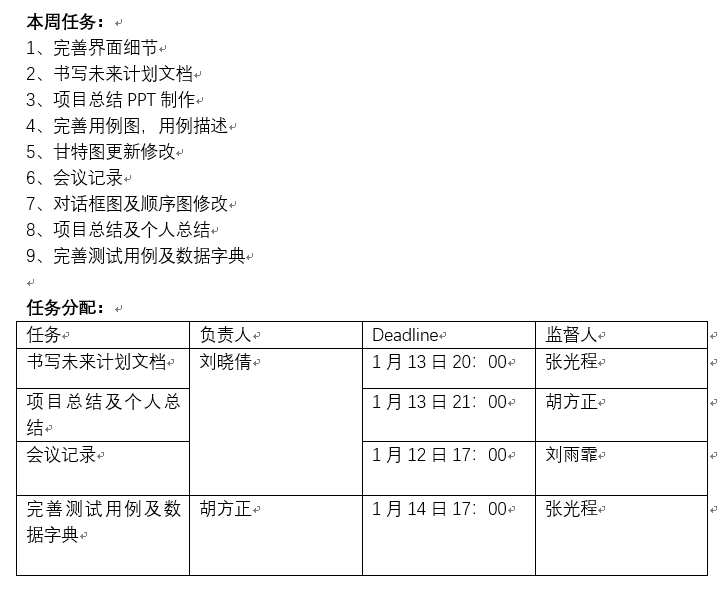 本周任务：
1、完善界面细节
2、书写未来计划文档
3、项目总结 PPT 制作
4、完善用例图，用例描述
5、甘特图更新修改
6、会议记录
7、对话框图及顺序图修改
8、项目总结及个人总结
9、完善测试用例及数据字典
任务分配：
任务 负责人 Deadline 监督人
书写未来计划文档 刘晓倩 1 月 13 日 20：00 张光程
项目总结及个人总
结 1 月 13 日 21：00 胡方正
会议记录 1 月 12 日 17：00 刘雨霏
完善测试用例及数
据字典 胡方正 1 月 14 日 17：00 张光程